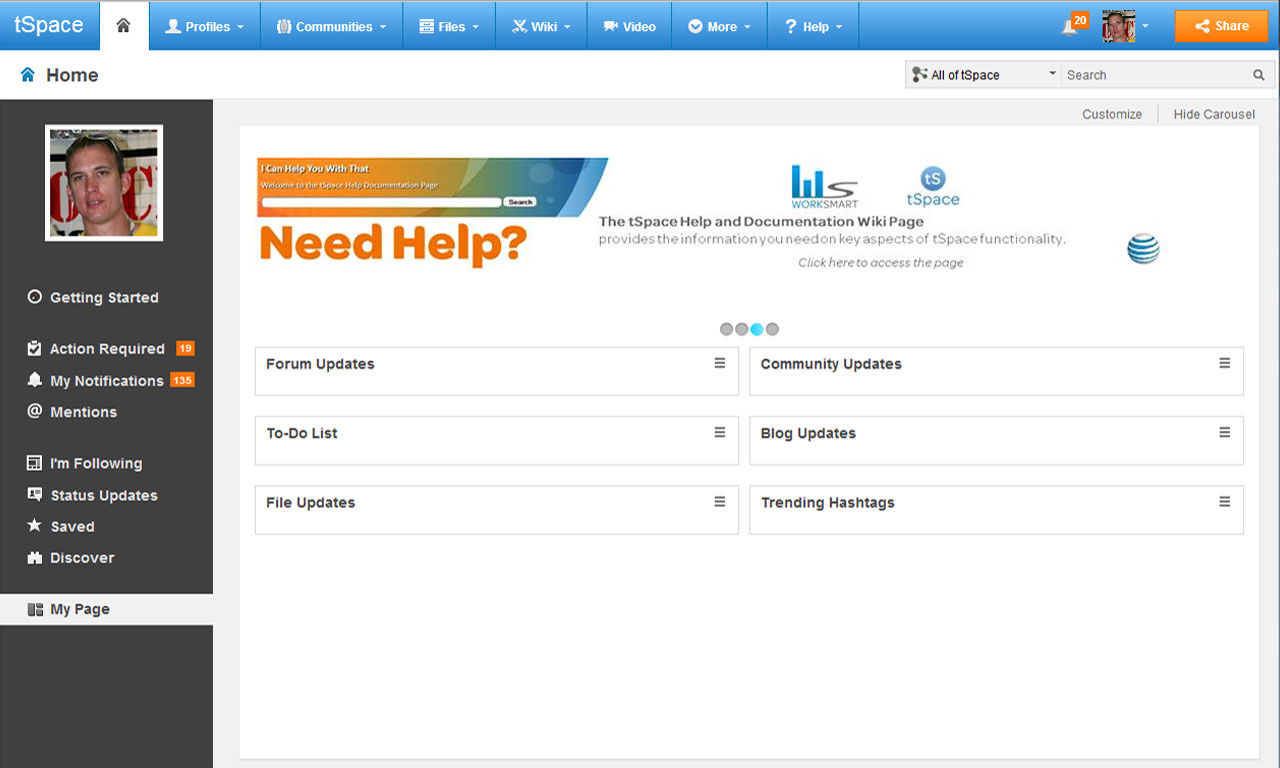 tSpace
Profiles
Communities
Files
Wiki
Video
More
? Help
20
Share
Home
All of tSpace
Search
Customize
Hide Carousel
I Can Help You With That
Welcome to the tSpace Help Documentation Page
Search
Need Help?
WORKSMART
tS
tSpace
The tSpace Help and Documentation Wiki Page
provides the information you need on key aspects of tSpace functionality.
Click here to access the page
Getting Started
Action Required 19
My Notifications 135
@ Mentions
I'm Following
Status Updates
Saved
Discover
My Page
Forum Updates
Community Updates
To-Do List
Blog Updates
File Updates
Trending Hashtags